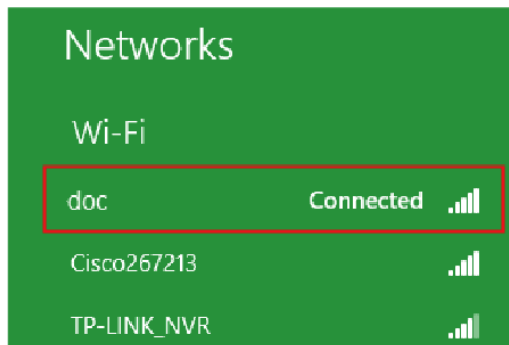 Networks
Wi-Fi
doc Connected
Cisco267213
TP-LINK_NVR